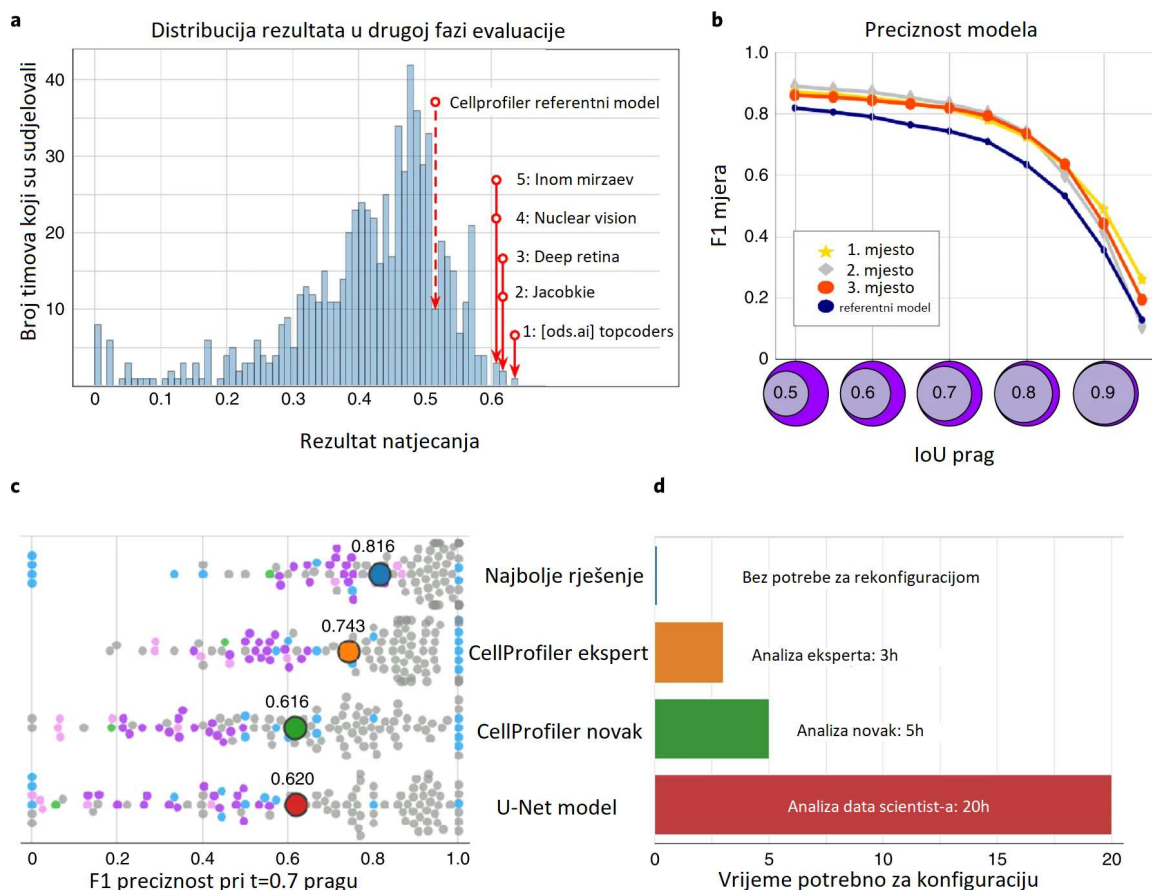 a
Distribucija rezultata u drugoj fazi evaluacije
Broj timova koji su sudjelovali
40
30
20
10
Cellprofiler referentni model
5: Inom mirzaev
4: Nuclear vision
3: Deep retina
2: Jacobkie
1: [ods.ai] topcoders
0 0.1 0.2 0.3 0.4 0.5 0.6
Rezultat natjecanja
b
Preciznost modela
F1 mjera
1.0
0.8
0.6
0.4
0.2
0
1. mjesto
2. mjesto
3. mjesto
referentni model
0.5 0.6 0.7 0.8 0.9
IoU prag
c
0.816
Najbolje rješenje
0.743
CellProfiler ekspert
0.616
CellProfiler novak
0.620
U-Net model
0 0.2 0.4 0.6 0.8 1.0
F1 preciznost pri t=0.7 pragu
d
Bez potrebe za rekonfiguracijom
Analiza eksperta: 3h
Analiza novak: 5h
Analiza data scientist-a: 20h
0 5 10 15 20
Vrijeme potrebno za konfiguraciju